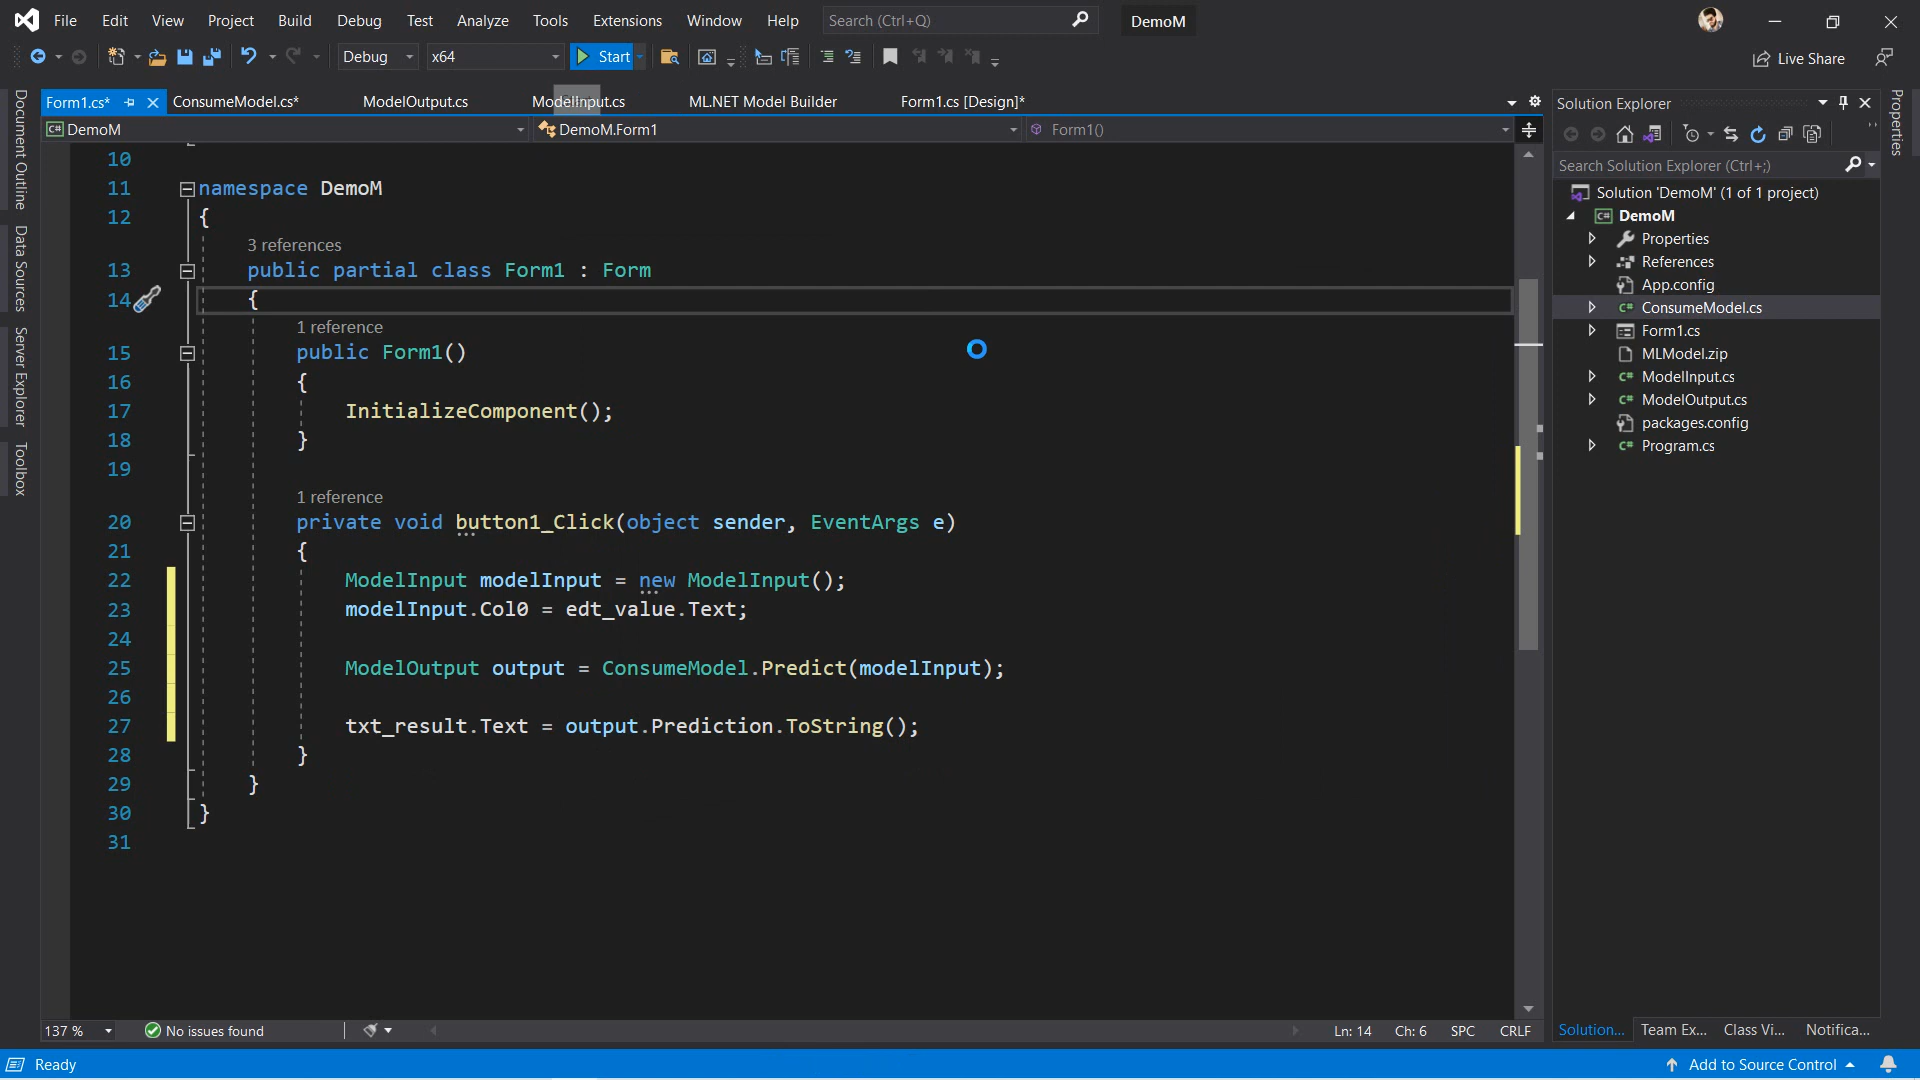 File Edit View Project Build Debug Test Analyze Tools Extensions Window Help Search (Ctrl+Q) DemoM
Debug x64 Start Live Share
Form1.cs* ConsumeModel.cs* ModelOutput.cs ModelInput.cs ML.NET Model Builder Form1.cs [Design]*
DemoM DemoM.Form1 Form1()
10
11 namespace DemoM
12 {
3 references
13 public partial class Form1 : Form
14 {
1 reference
15 public Form1()
16 {
17 InitializeComponent();
18 }
19
1 reference
20 private void button1_Click(object sender, EventArgs e)
21 {
22 ModelInput modelInput = new ModelInput();
23 modelInput.Col0 = edt_value.Text;
24
25 ModelOutput output = ConsumeModel.Predict(modelInput);
26
27 txt_result.Text = output.Prediction.ToString();
28 }
29 }
30 }
31
137 % No issues found Ln: 14 Ch: 6 SPC CRLF
Document Outline
Data Sources
Server Explorer
Toolbox
Solution Explorer
Search Solution Explorer (Ctrl+;)
Solution 'DemoM' (1 of 1 project)
C# DemoM
Properties
References
App.config
C# ConsumeModel.cs
Form1.cs
MLModel.zip
C# ModelInput.cs
C# ModelOutput.cs
packages.config
C# Program.cs
Solution... Team Ex... Class Vi... Notifica...
Properties
Ready Add to Source Control